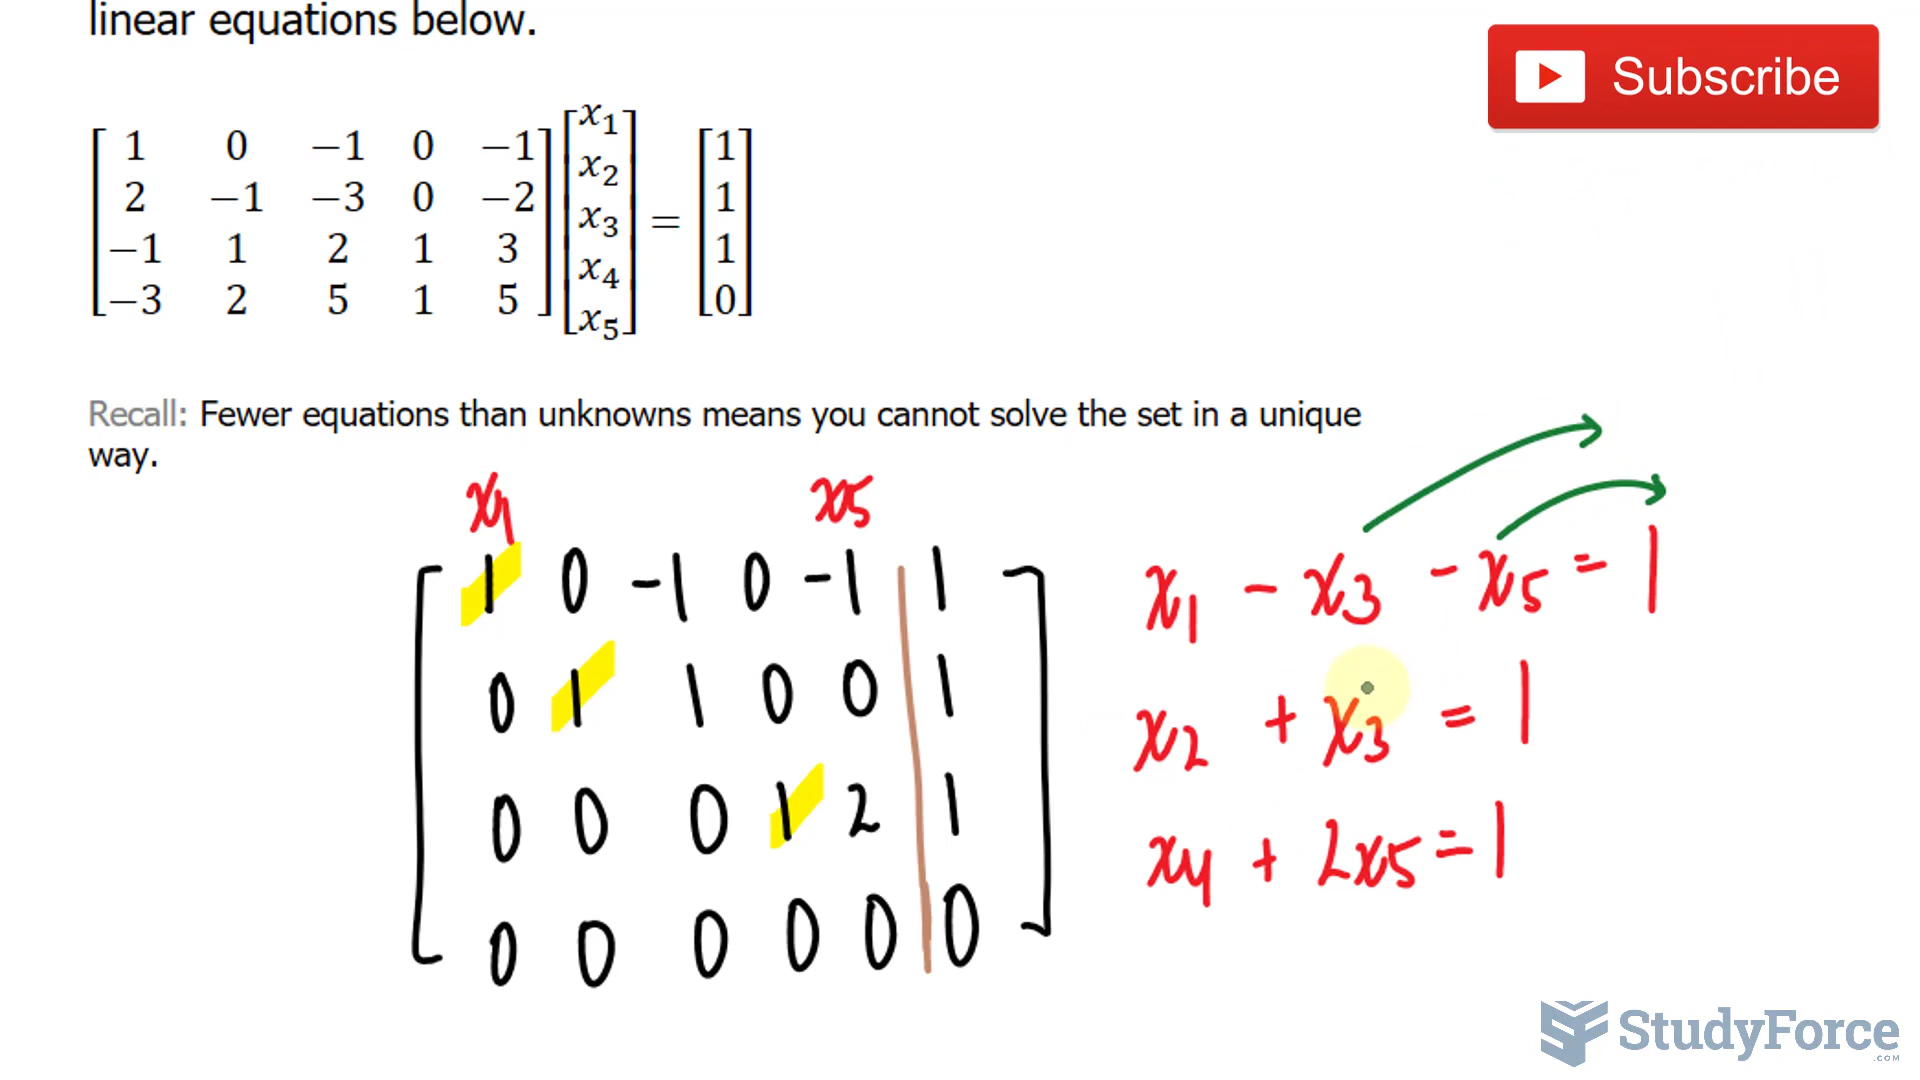 linear equations below.
Subscribe
1 0 −1 0 −1 x1 1
2 −1 −3 0 −2 x2 1
x3 =
−1 1 2 1 3 x4 1
−3 2 5 1 5 x5 0
Recall: Fewer equations than unknowns means you cannot solve the set in a unique
way.
x1 x5
1 0 -1 0 -1 1
x1 - x3 - x5 = 1
0 1 1 0 0 1
x2 + x3 = 1
0 0 0 1 2 1
x4 + 2x5 = 1
0 0 0 0 0 0
StudyForce
.COM